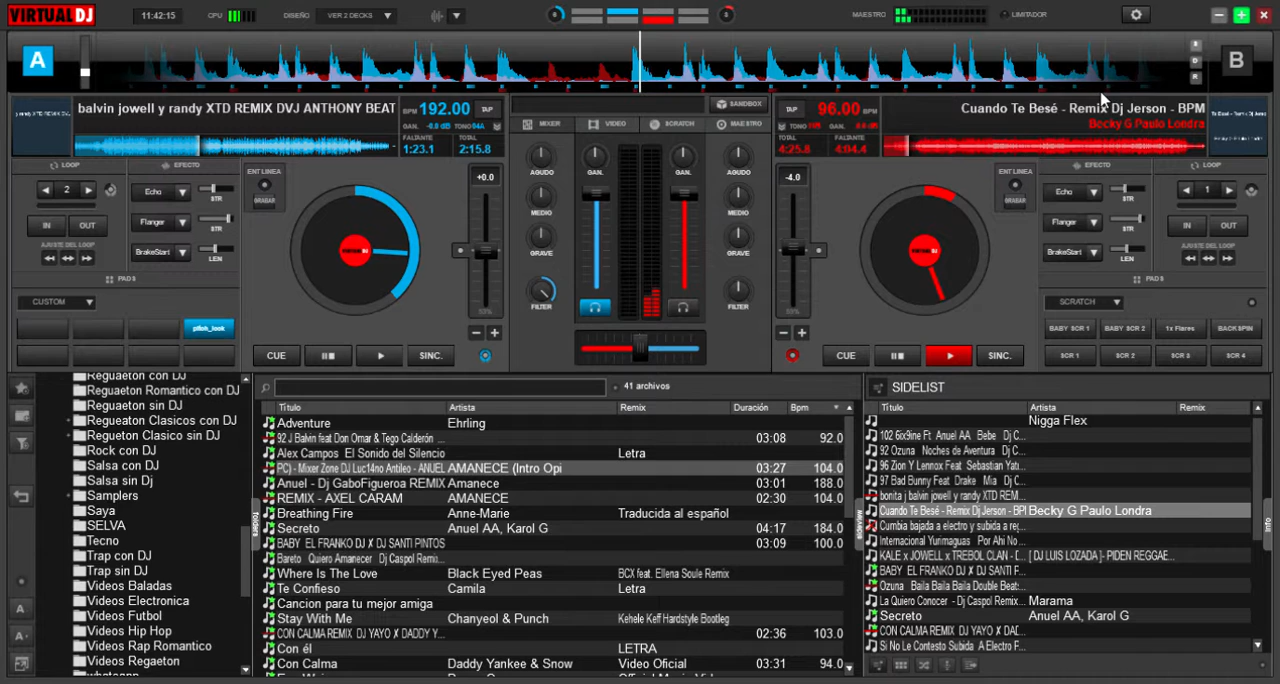 VIRTUAL DJ 11:42:15 CPU DISEÑO VER 2 DECKS MAESTRO LIMITADOR
A B
balvin jowell y randy XTD REMIX DVJ ANTHONY BEAT
BPM 192.00 TAP
GAN. -0.8 dB TONO 04A
FALTANTE TOTAL
1:23.1 2:15.8
SANDBOX
MIXER VIDEO SCRATCH MAESTRO
TAP BPM 96.00
FALTANTE TOTAL
4:25.8 4:04.4
Cuando Te Besé - Remix Dj Jerson - BPM
Becky G Paulo Londra
LOOP EFECTO
2
Echo STR
IN OUT
Flanger STR
AJUSTE DEL LOOP
BrakeStart LEN
PADS
CUSTOM
pitch_lock
ENT LINEA
GRABAR
+0.0
33%
CUE SINC.
AGUDO GAN. GAN. AGUDO
MEDIO MEDIO
GRAVE GRAVE
FILTER FILTER
-4.0
33%
ENT LINEA
GRABAR
CUE SINC.
EFECTO LOOP
Echo STR 1
Flanger STR
IN OUT
AJUSTE DEL LOOP
BrakeStart LEN
PADS
SCRATCH
BABY SCR 1 BABY SCR 2 1x Flares BACKSPIN
SCR 1 SCR 2 SCR 3 SCR 4
Reguaeton con DJ
Reguaeton Romantico con DJ
Reguaeton sin DJ
Regueaton Clasicos con DJ
Regueton Clasico sin DJ
Rock con DJ
Salsa con DJ
Salsa sin Dj
Samplers
Saya
SELVA
Tecno
Trap con DJ
Trap sin DJ
Videos Baladas
Videos Electronica
Videos Futbol
Videos Hip Hop
Videos Rap Romantico
Videos Regaeton
whatsapp
folders
41 archivos
Título Artista Remix Duración Bpm
Adventure Ehrling
92 J Balvin feat Don Omar & Tego Calderón ... 03:08 92.0
Alex Campos El Sonido del Silencio Letra
PC) - Mixer Zone DJ Luc14no Antileo - ANUEL AMANECE (Intro Opi 03:27 104.0
Anuel - Dj GaboFigueroa REMIX Amanece 03:01 188.0
REMIX - AXEL CARAM AMANECE 02:30 104.0
Breathing Fire Anne-Marie Traducida al español
Secreto Anuel AA, Karol G 04:17 184.0
BABY EL FRANKO DJ X DJ SANTI PINTOS 03:09 100.0
Bareto Quiero Amanecer Dj Caspol Remix...
Where Is The Love Black Eyed Peas BCX feat. Ellena Soule Remix
Te Confieso Camila Letra
Cancion para tu mejor amiga
Stay With Me Chanyeol & Punch Kehele Keff Hardstyle Bootleg
CON CALMA REMIX DJ YAYO X DADDY Y... 02:36 103.0
Con él LETRA
Con Calma Daddy Yankee & Snow Video Oficial 03:31 94.0
sideview
SIDELIST
Título Artista Remix
Nigga Flex
102 6ix9ine Ft Anuel AA Bebe Dj C...
92 Ozuna Noches de Aventura Dj C...
96 Zion Y Lennox Feat Sebastian Yatr...
97 Bad Bunny Feat Drake Mia Dj C...
bonita j balvin jowell y randy XTD REM...
Cuando Te Besé - Remix Dj Jerson - BPM Becky G Paulo Londra
Cumbia bajada a electro y subida a reg...
Internacional Yurimaguas Por Ahi No ...
KALE x JOWELL x TREBOL CLAN - D... [ DJ LUIS LOZADA ] - PIDEN REGGAE...
BABY EL FRANKO DJ X DJ SANTI P...
Ozuna Baila Baila Baila Double Beat...
La Quiero Conocer - Dj Caspol Remix... Marama
Secreto Anuel AA, Karol G
CON CALMA REMIX DJ YAYO X DAD...
Si No Le Contesto Subida A Electro F...
info